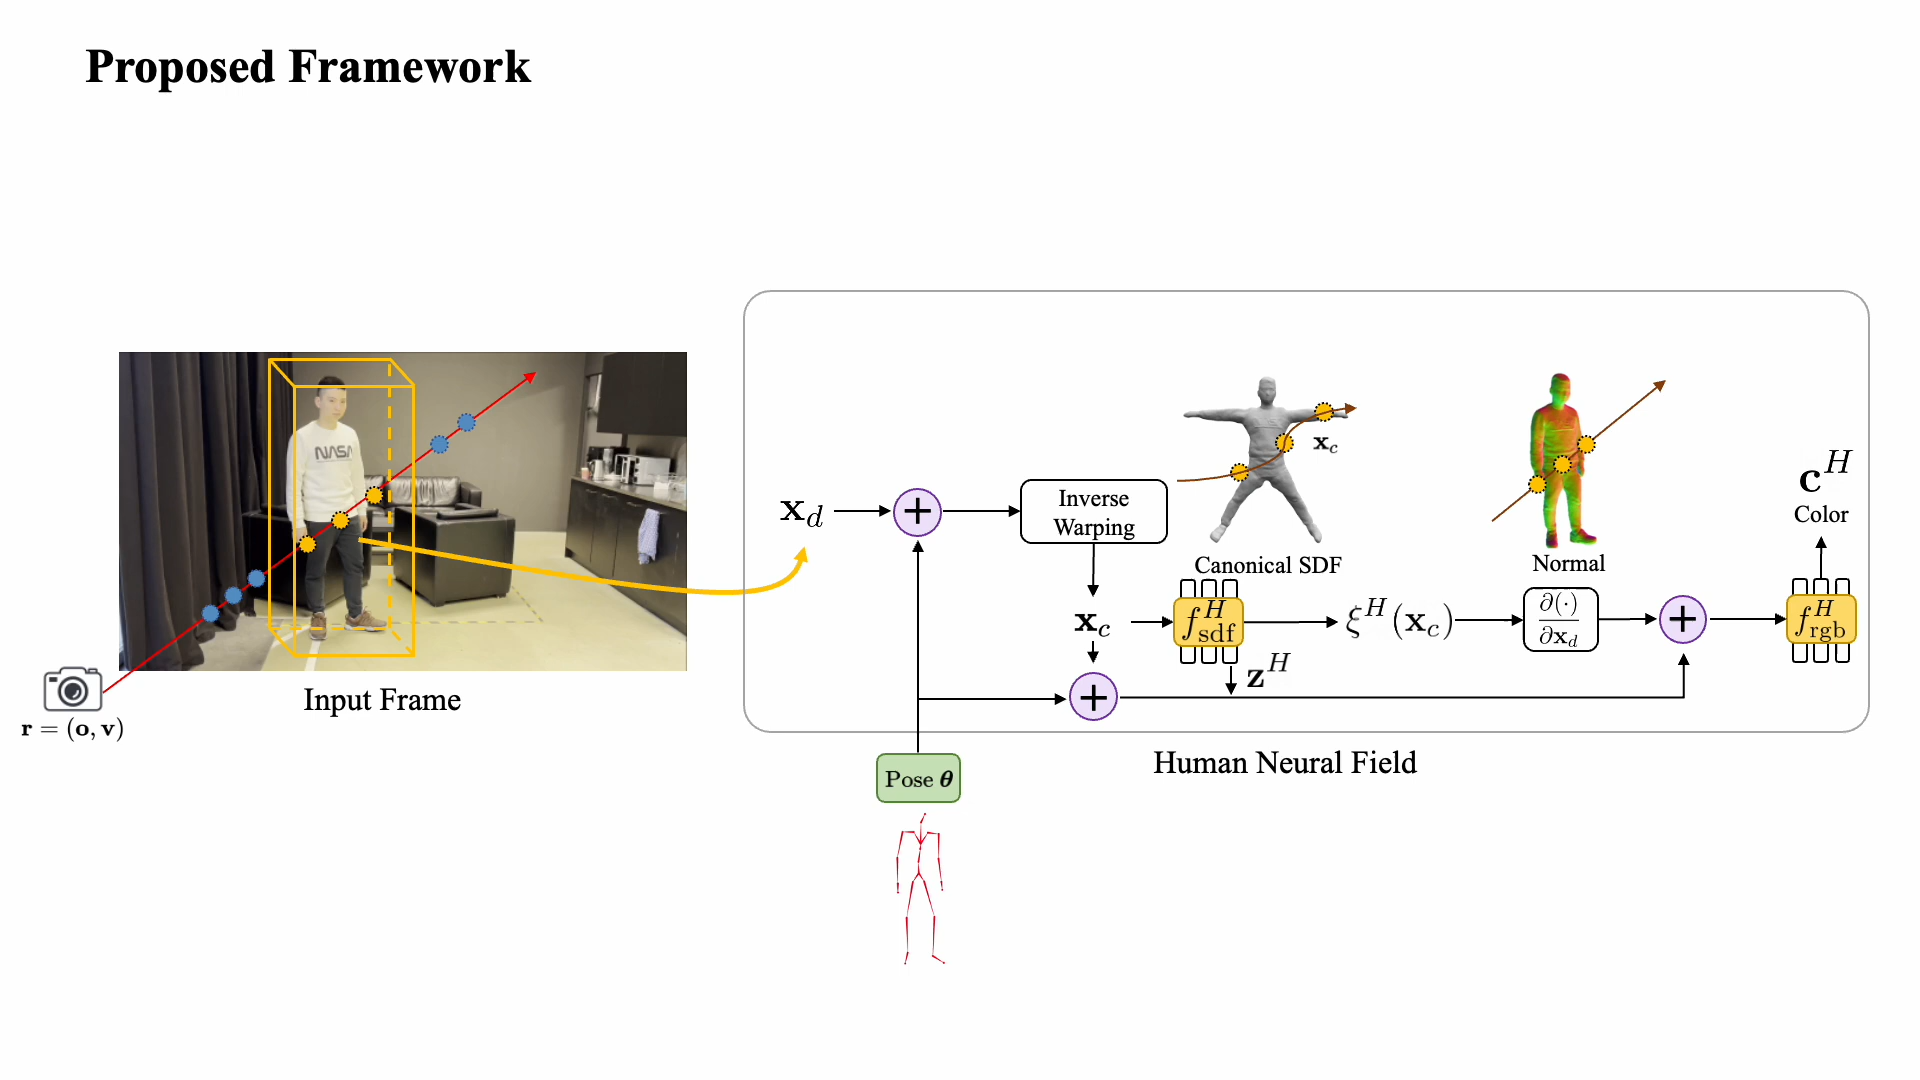 Proposed Framework
NASA
Input Frame
r = (o, v)
x_d
+
Inverse
Warping
x_c
Canonical SDF
Normal
c^H
Color
x_c
f^H_sdf
ξ^H(x_c)
∂(·)
∂x_d
+
f^H_rgb
z^H
+
Human Neural Field
Pose θ